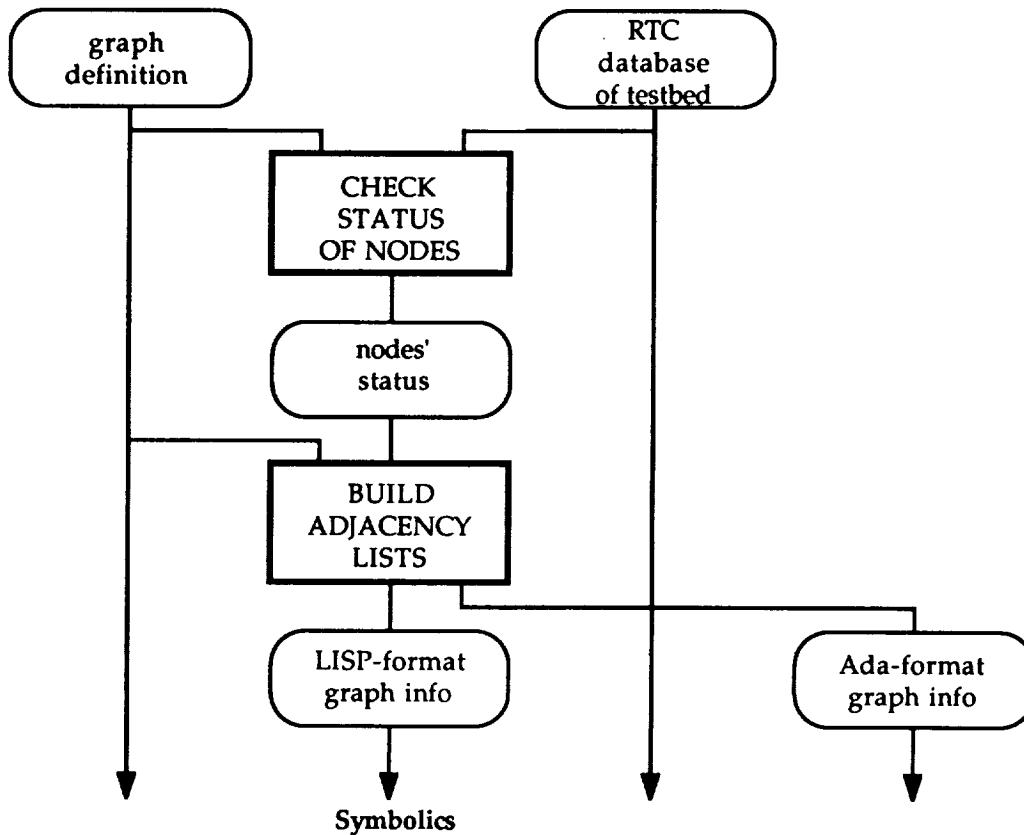 graph
definition
RTC
database
of testbed
CHECK
STATUS
OF NODES
nodes'
status
BUILD
ADJACENCY
LISTS
LISP-format
graph info
Ada-format
graph info
Symbolics